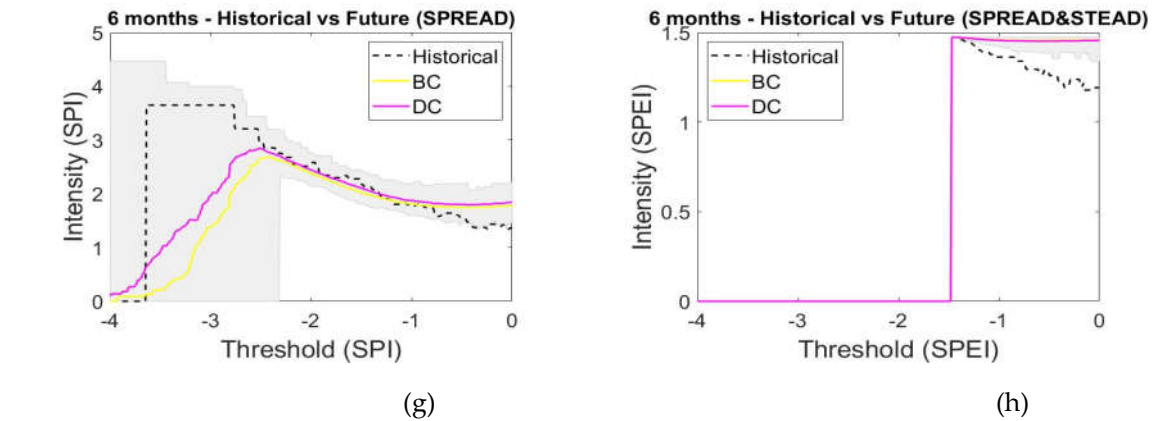 6 months - Historical vs Future (SPREAD)
5
4
3
2
1
0
Intensity (SPI)
Historical
BC
DC
-4
-3
-2
-1
0
Threshold (SPI)
(g)
6 months - Historical vs Future (SPREAD&STEAD)
1.5
1
0.5
0
Intensity (SPEI)
Historical
BC
DC
-4
-3
-2
-1
0
Threshold (SPEI)
(h)